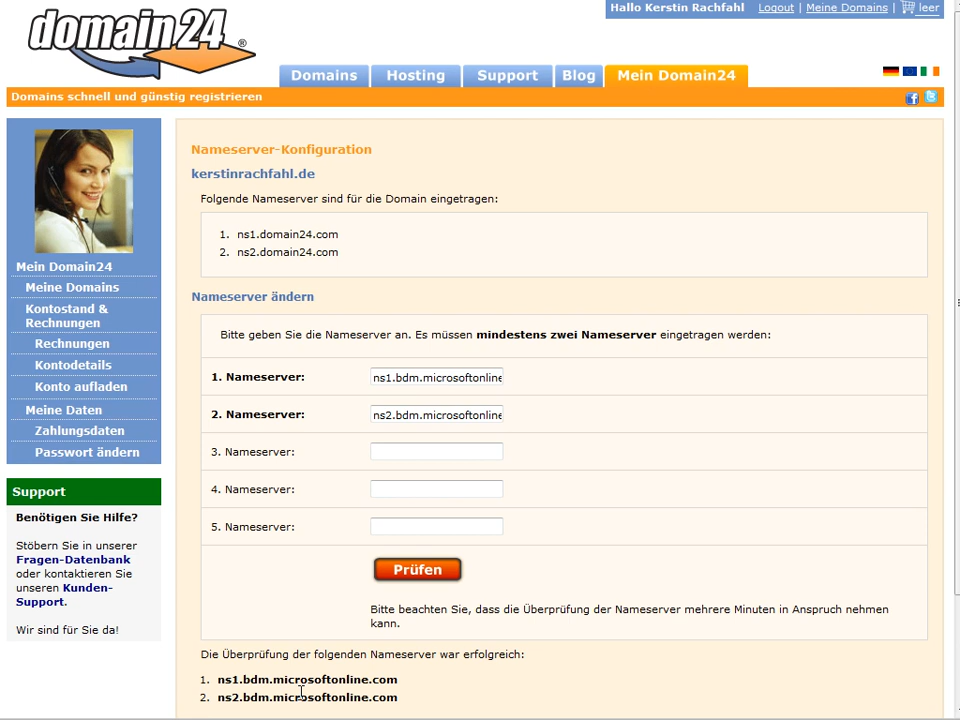 Hallo Kerstin Rachfahl Logout | Meine Domains | leer
domain24 ®
Domains Hosting Support Blog Mein Domain24
Domains schnell und günstig registrieren
Nameserver-Konfiguration
kerstinrachfahl.de
Folgende Nameserver sind für die Domain eingetragen:
1. ns1.domain24.com
2. ns2.domain24.com
Nameserver ändern
Bitte geben Sie die Nameserver an. Es müssen mindestens zwei Nameserver eingetragen werden:
1. Nameserver: ns1.bdm.microsoftonline
2. Nameserver: ns2.bdm.microsoftonline
3. Nameserver:
4. Nameserver:
5. Nameserver:
Prüfen
Bitte beachten Sie, dass die Überprüfung der Nameserver mehrere Minuten in Anspruch nehmen
kann.
Die Überprüfung der folgenden Nameserver war erfolgreich:
1. ns1.bdm.microsoftonline.com
2. ns2.bdm.microsoftonline.com
Mein Domain24
Meine Domains
Kontostand &
Rechnungen
Rechnungen
Kontodetails
Konto aufladen
Meine Daten
Zahlungsdaten
Passwort ändern
Support
Benötigen Sie Hilfe?
Stöbern Sie in unserer
Fragen-Datenbank
oder kontaktieren Sie
unseren Kunden-
Support.
Wir sind für Sie da!